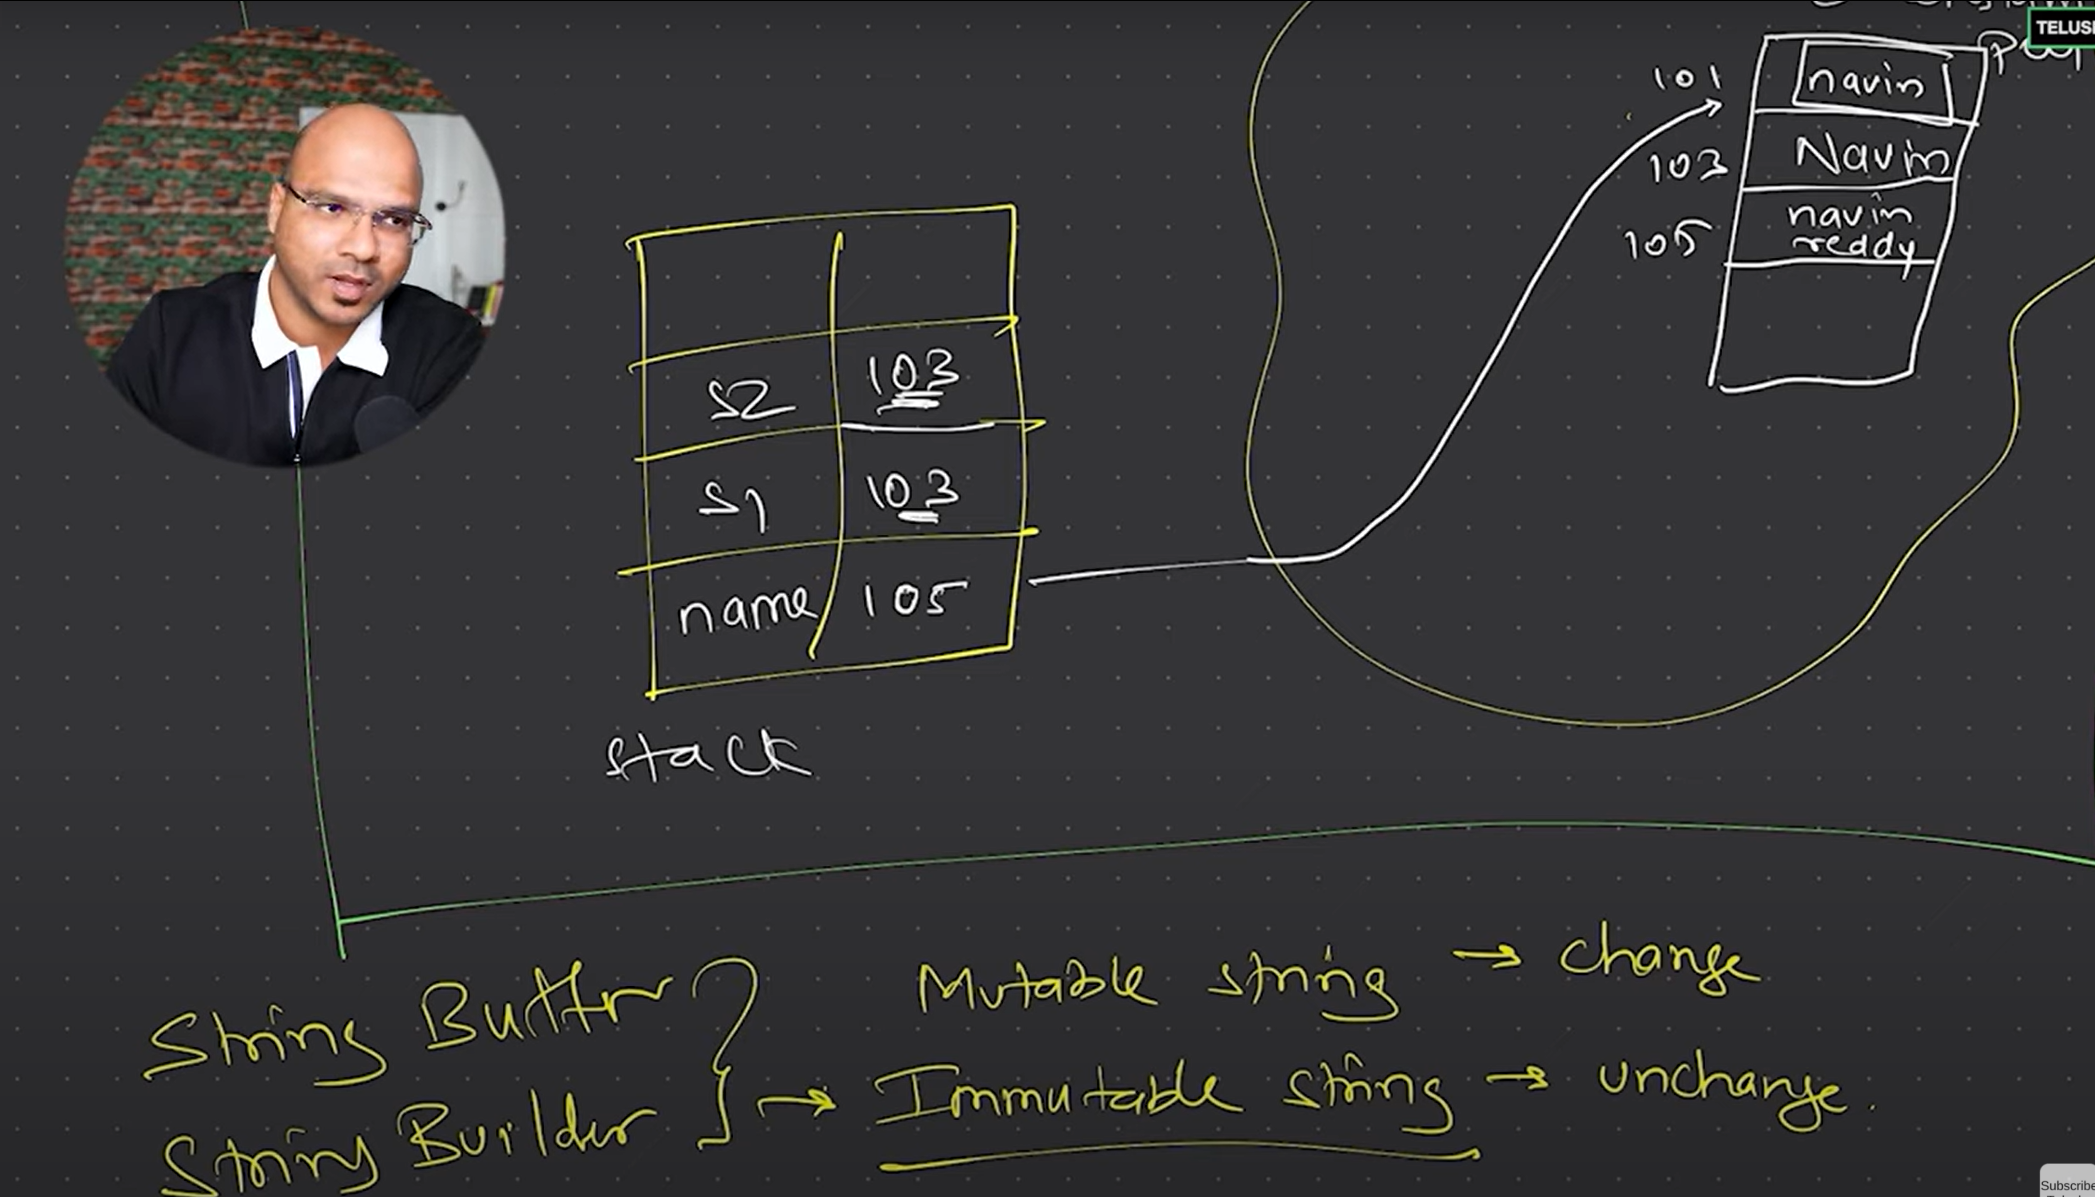 TELUS
101
navin
103
Navin
105
navin
reddy
S2 103
S1 103
name 105
Stack
Mutable string → change
String Buffer
Immutable string → unchange.
String Builder
Subscribe